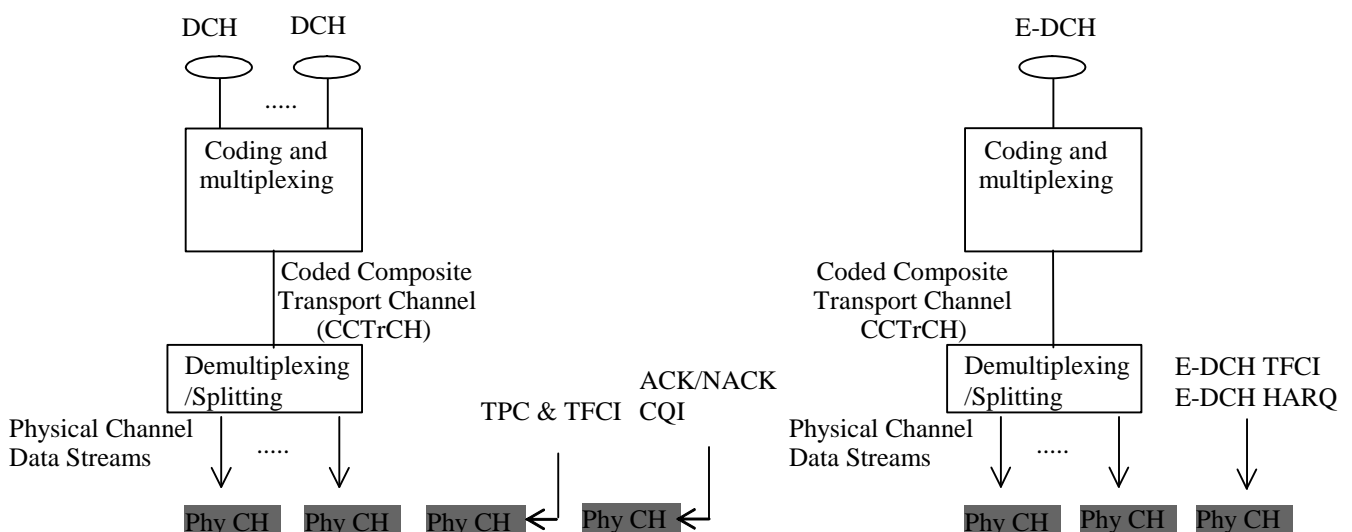 DCH DCH
.....
Coding and
multiplexing
Coded Composite
Transport Channel
(CCTrCH)
Demultiplexing
/Splitting
TPC & TFCI
ACK/NACK
CQI
Physical Channel
Data Streams
.....
Phy CH Phy CH Phy CH Phy CH
E-DCH
Coding and
multiplexing
Coded Composite
Transport Channel
CCTrCH)
Demultiplexing
/Splitting
E-DCH TFCI
E-DCH HARQ
Physical Channel
Data Streams
.....
Phy CH Phy CH Phy CH